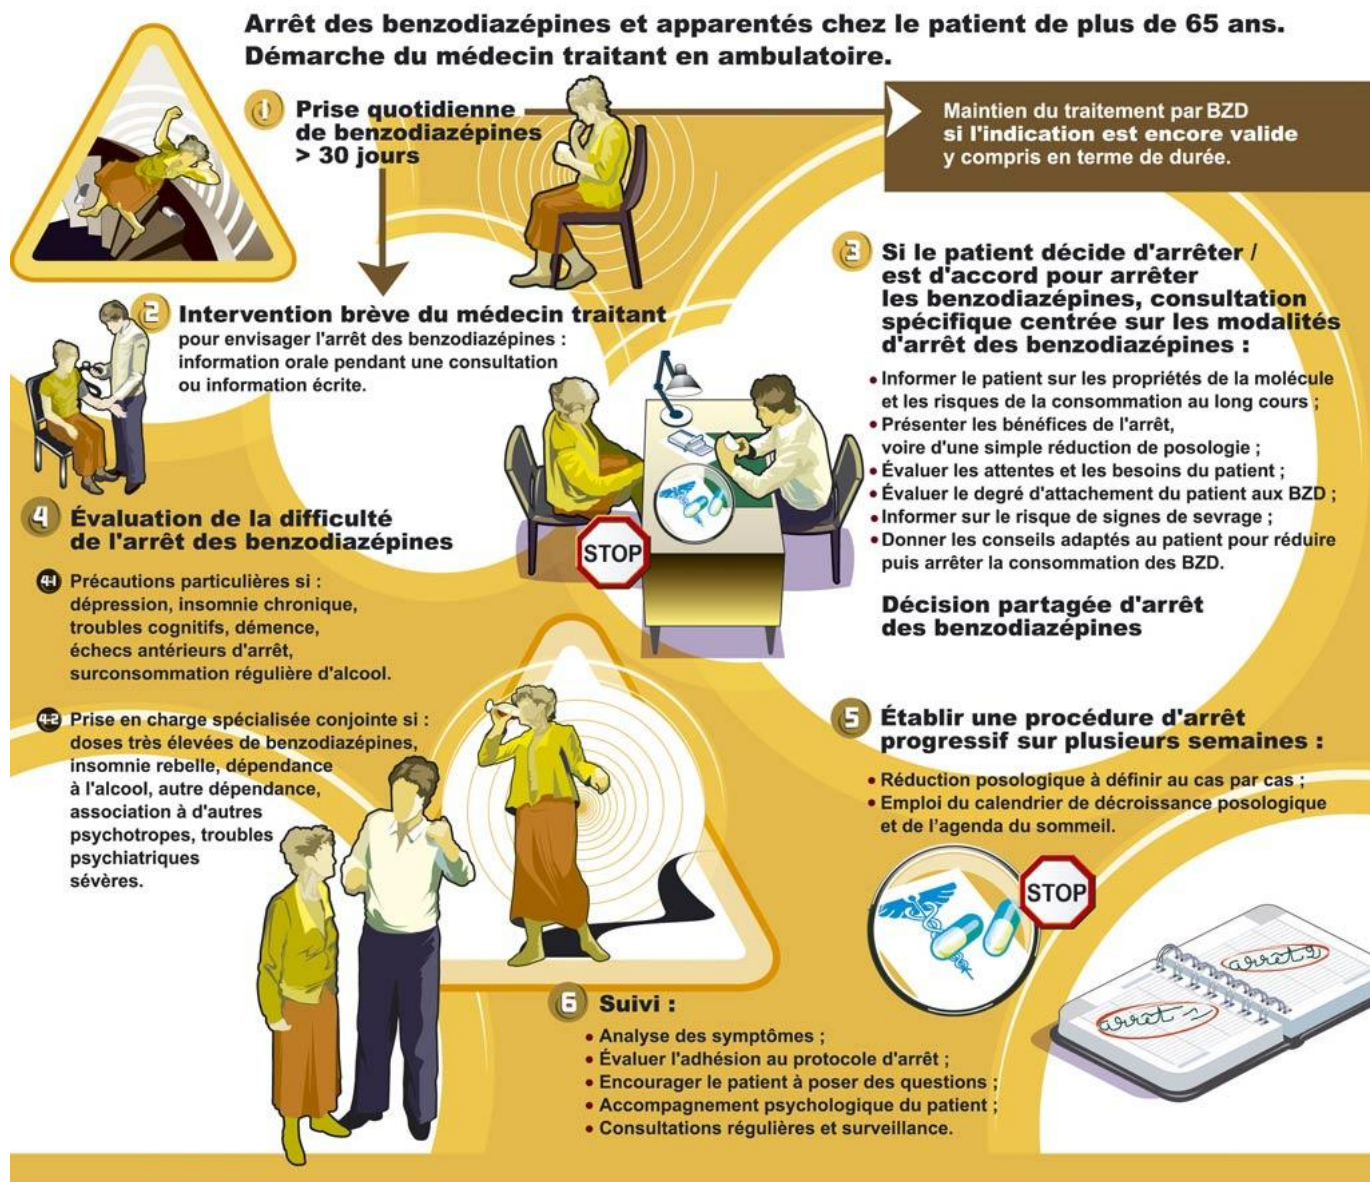 Arrêt des benzodiazépines et apparentés chez le patient de plus de 65 ans.
Démarche du médecin traitant en ambulatoire.
1 Prise quotidienne
de benzodiazépines
> 30 jours
Maintien du traitement par BZD
si l'indication est encore valide
y compris en terme de durée.
2 Intervention brève du médecin traitant
pour envisager l'arrêt des benzodiazépines :
information orale pendant une consultation
ou information écrite.
3 Si le patient décide d'arrêter /
est d'accord pour arrêter
les benzodiazépines, consultation
spécifique centrée sur les modalités
d'arrêt des benzodiazépines :
• Informer le patient sur les propriétés de la molécule
et les risques de la consommation au long cours ;
• Présenter les bénéfices de l'arrêt,
voire d'une simple réduction de posologie ;
• Évaluer les attentes et les besoins du patient ;
• Évaluer le degré d'attachement du patient aux BZD ;
• Informer sur le risque de signes de sevrage ;
• Donner les conseils adaptés au patient pour réduire
puis arrêter la consommation des BZD.
Décision partagée d'arrêt
des benzodiazépines
STOP
4 Évaluation de la difficulté
de l'arrêt des benzodiazépines
4-1 Précautions particulières si :
dépression, insomnie chronique,
troubles cognitifs, démence,
échecs antérieurs d'arrêt,
surconsommation régulière d'alcool.
4-2 Prise en charge spécialisée conjointe si :
doses très élevées de benzodiazépines,
insomnie rebelle, dépendance
à l'alcool, autre dépendance,
association à d'autres
psychotropes, troubles
psychiatriques
sévères.
5 Établir une procédure d'arrêt
progressif sur plusieurs semaines :
• Réduction posologique à définir au cas par cas ;
• Emploi du calendrier de décroissance posologique
et de l'agenda du sommeil.
STOP
arrêt 1
arrêt 2
6 Suivi :
• Analyse des symptômes ;
• Évaluer l'adhésion au protocole d'arrêt ;
• Encourager le patient à poser des questions ;
• Accompagnement psychologique du patient ;
• Consultations régulières et surveillance.